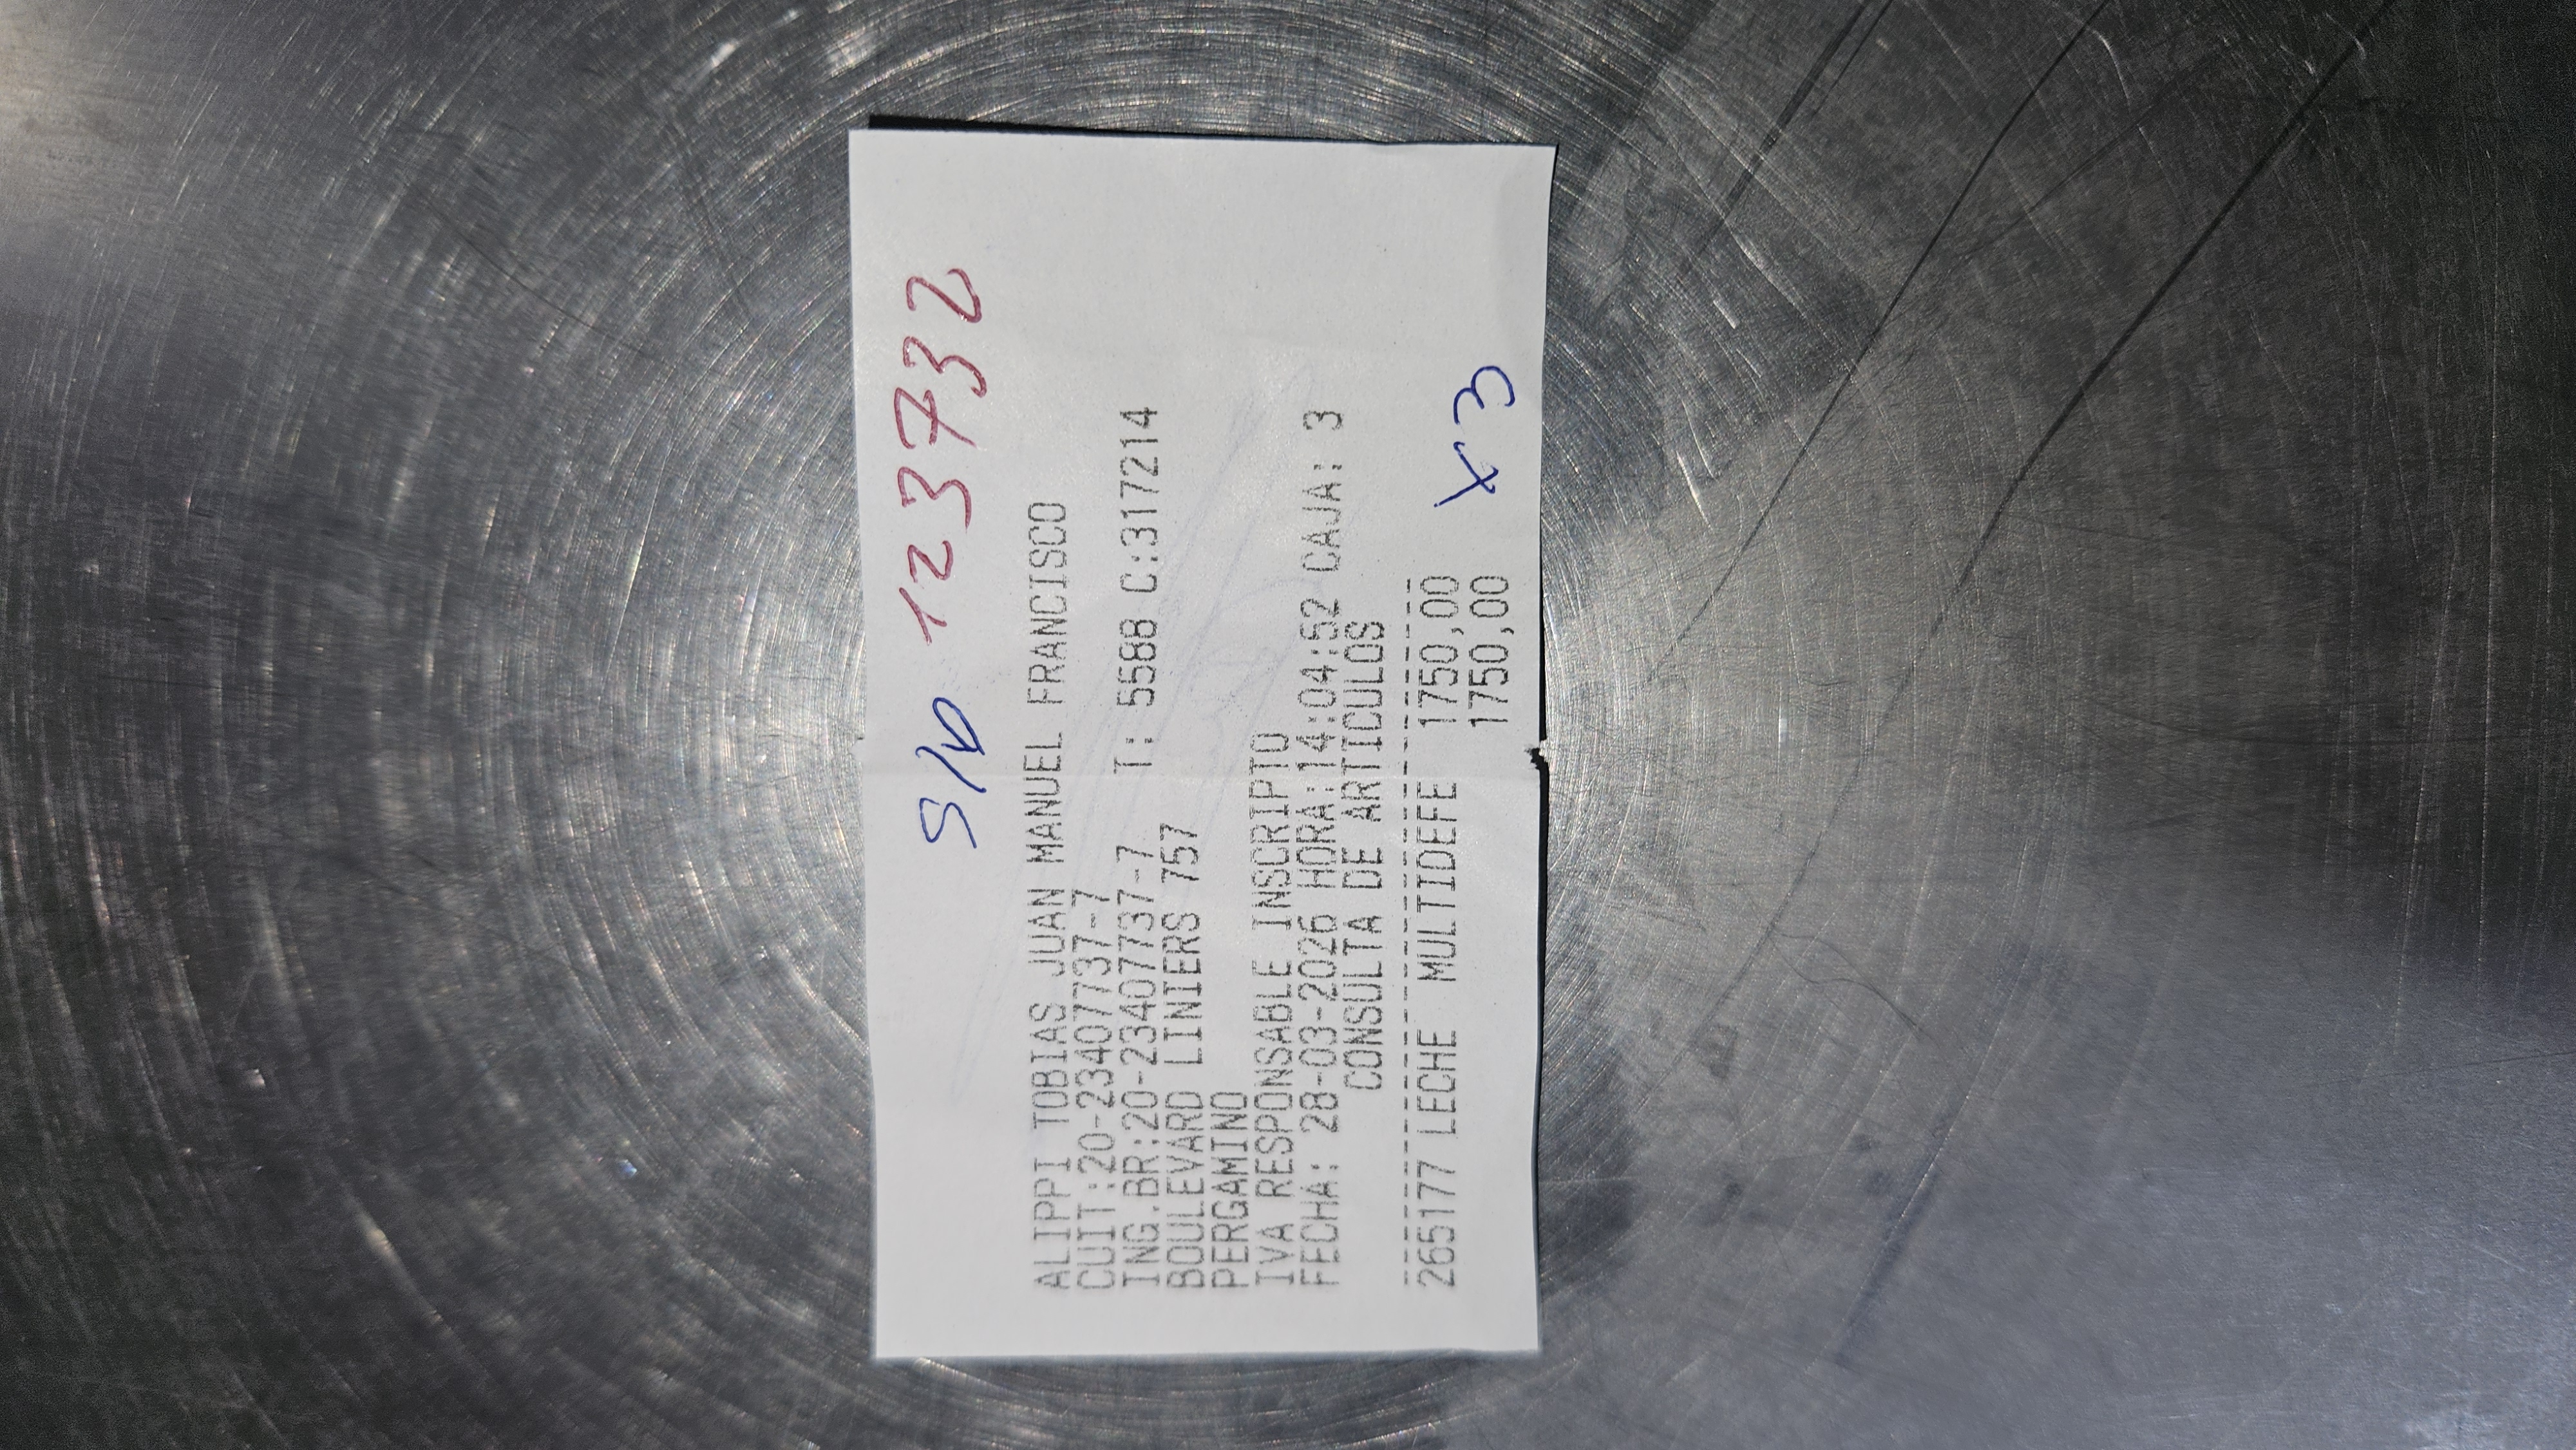 S/D 123732
ALIPPI TOBIAS JUAN MANUEL FRANCISCO
CUIT:20-23407737-7
ING.BR:20-23407737-7 T: 5588 C:317214
BOULEVARD LINIERS 757
PERGAMINO
IVA RESPONSABLE INSCRIPTO
FECHA: 28-03-2026 HORA:14:04:52 CAJA: 3
CONSULTA DE ARTICULOS
265177 LECHE MULTIDEFE 1750,00
1750,00 X3